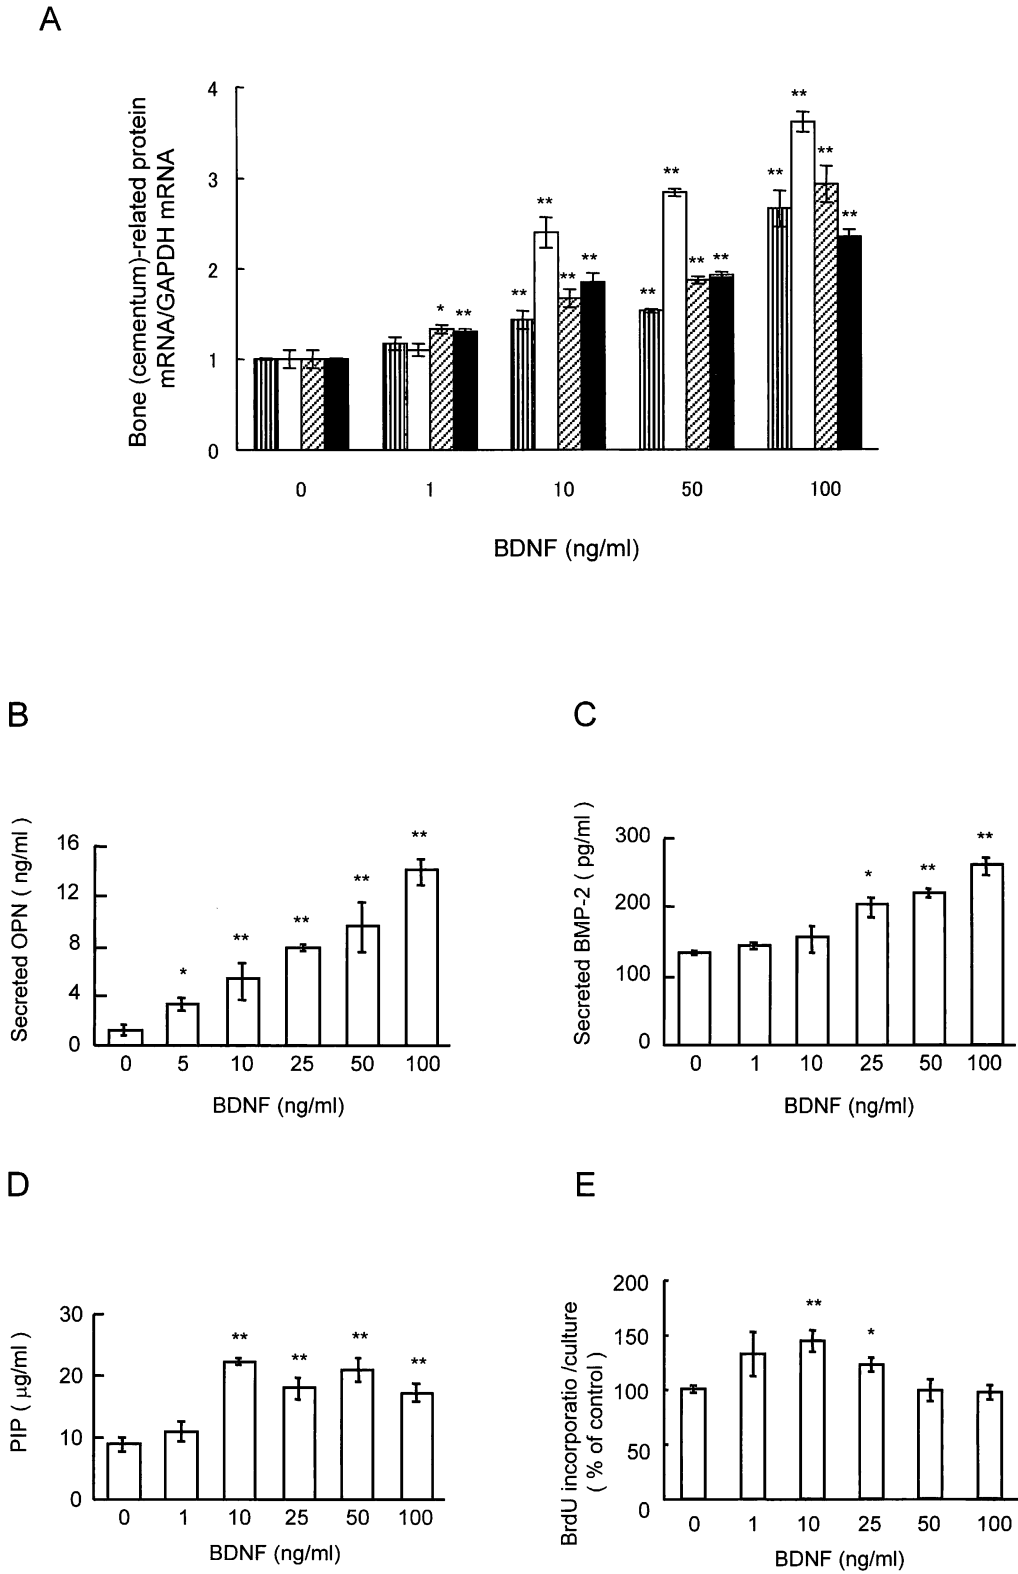 A
Bone (cementum)-related protein
mRNA/GAPDH mRNA
4
3
2
1
0
**
**
**
**
**
**
**
**
**
**
**
**
*
**
0 1 10 50 100
BDNF (ng/ml)
B
Secreted OPN ( ng/ml )
16
12
8
4
0
*
**
**
**
**
0 5 10 25 50 100
BDNF (ng/ml)
C
Secreted BMP-2 ( pg/ml )
300
200
100
0
*
**
**
0 1 10 25 50 100
BDNF (ng/ml)
D
PIP ( μg/ml )
30
20
10
0
**
**
**
**
0 1 10 25 50 100
BDNF (ng/ml)
E
BrdU incorporatio /culture
( % of control )
200
150
100
50
0
**
*
0 1 10 25 50 100
BDNF (ng/ml)